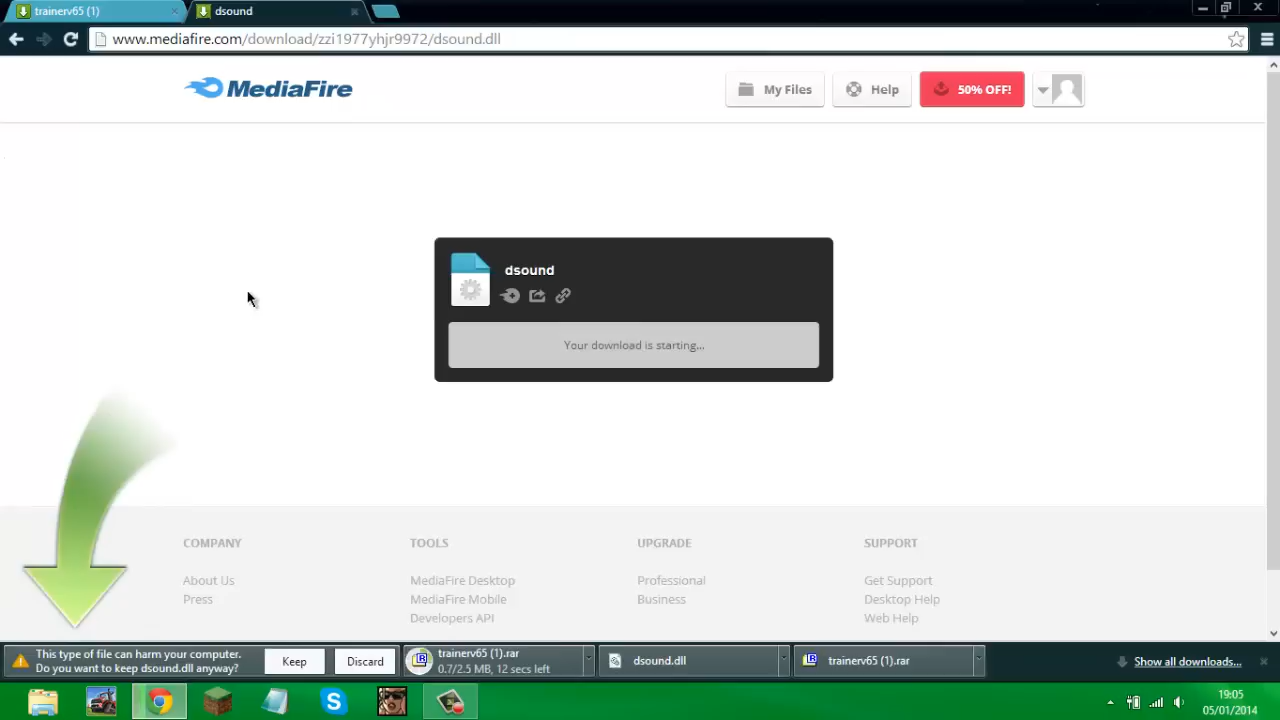 trainerv65 (1)
dsound
www.mediafire.com/download/zzi1977yhjr9972/dsound.dll
MediaFire
My Files
Help
50% OFF!
dsound
Your download is starting...
COMPANY
TOOLS
UPGRADE
SUPPORT
About Us
MediaFire Desktop
Professional
Get Support
Press
MediaFire Mobile
Business
Desktop Help
Developers API
Web Help
This type of file can harm your computer.
Do you want to keep dsound.dll anyway?
Keep
Discard
trainerv65 (1).rar
0.7/2.5 MB, 12 secs left
dsound.dll
trainerv65 (1).rar
Show all downloads...
19:05
05/01/2014